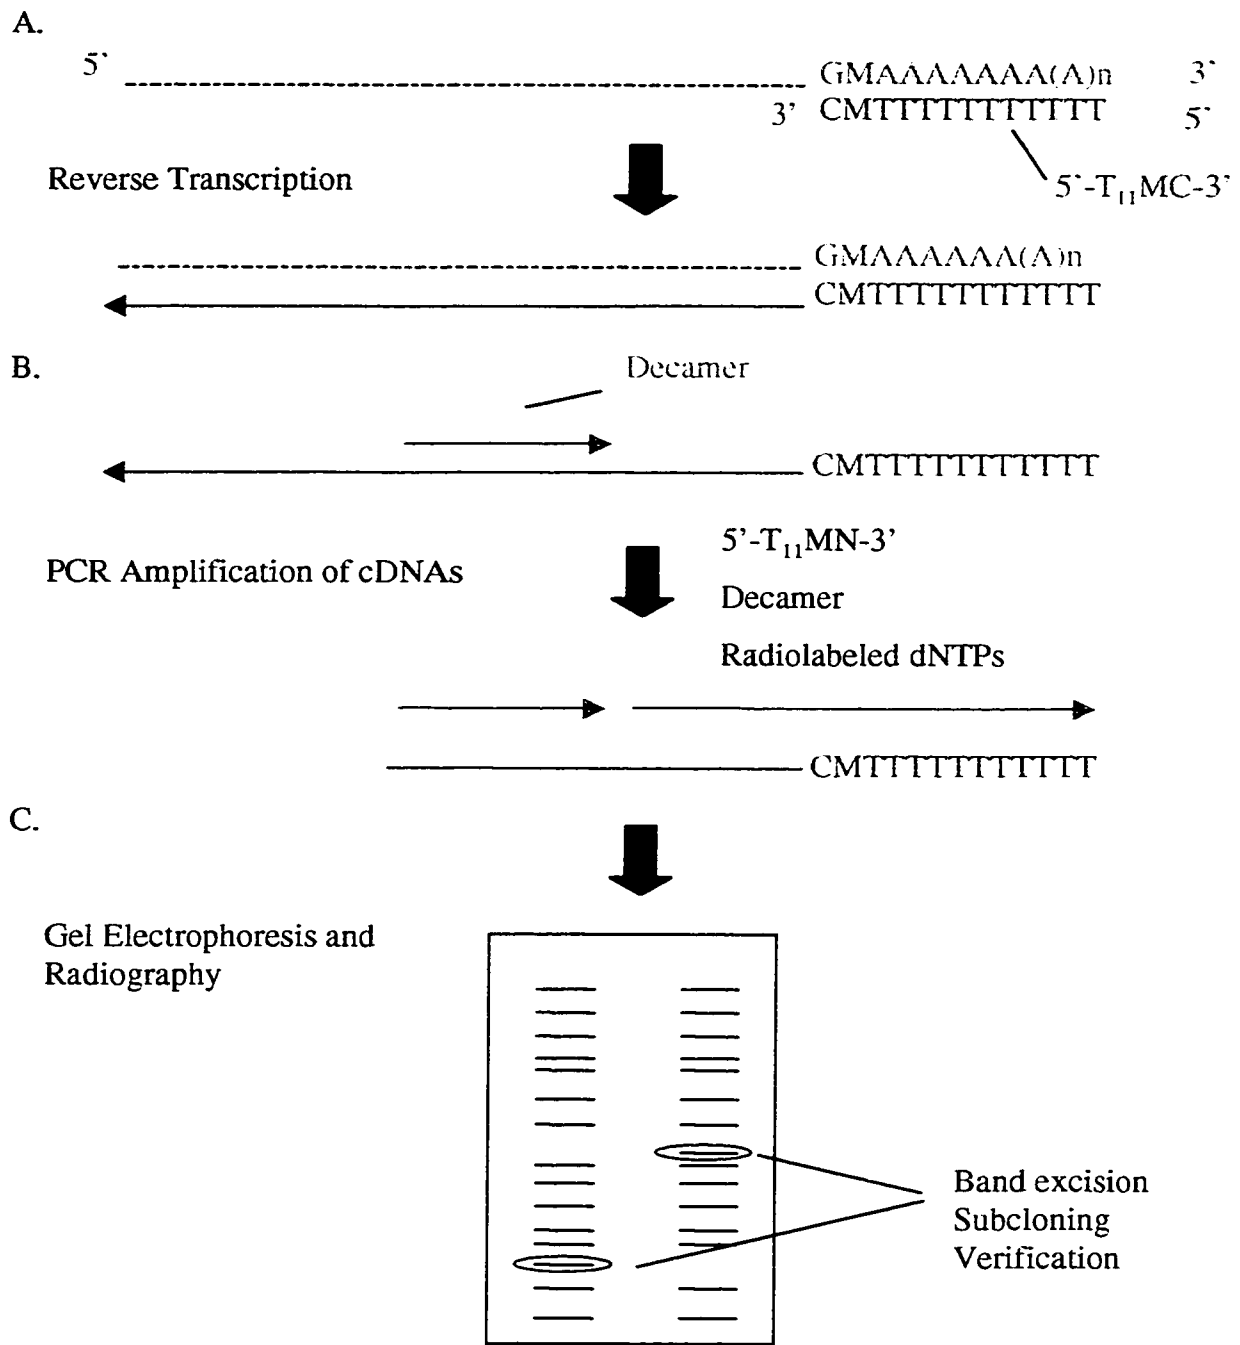 A.
5' GMAAAAAAA(A)n 3'
3' CMTTTTTTTTTTT 5'
Reverse Transcription
5'-T₁₁MC-3'
GMAAAAAA(A)n
CMTTTTTTTTTTT
B.
Decamer
CMTTTTTTTTTTT
5'-T₁₁MN-3'
PCR Amplification of cDNAs
Decamer
Radiolabeled dNTPs
CMTTTTTTTTTTT
C.
Gel Electrophoresis and
Radiography
Band excision
Subcloning
Verification